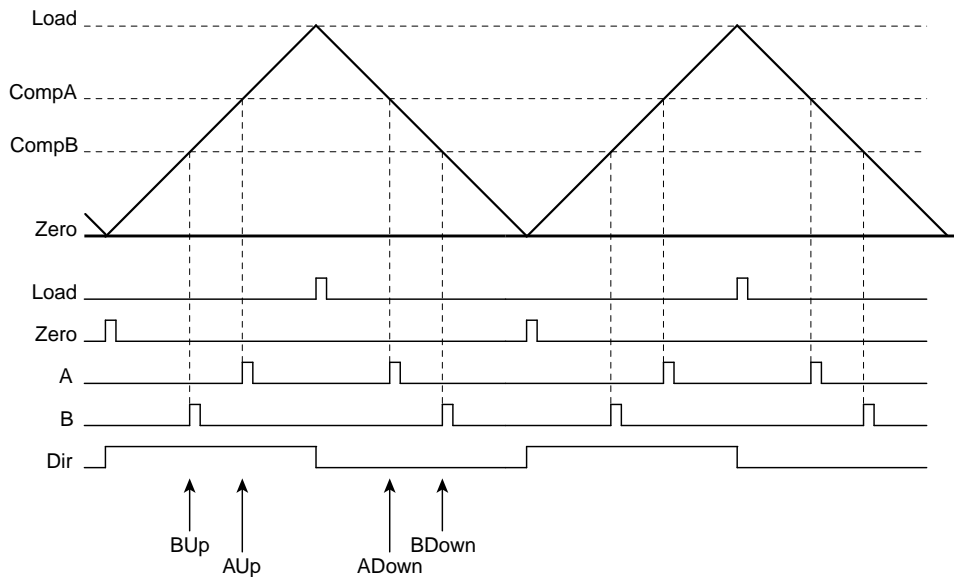 Load
CompA
CompB
Zero
Load
Zero
A
B
Dir
BUp
BDown
AUp
ADown